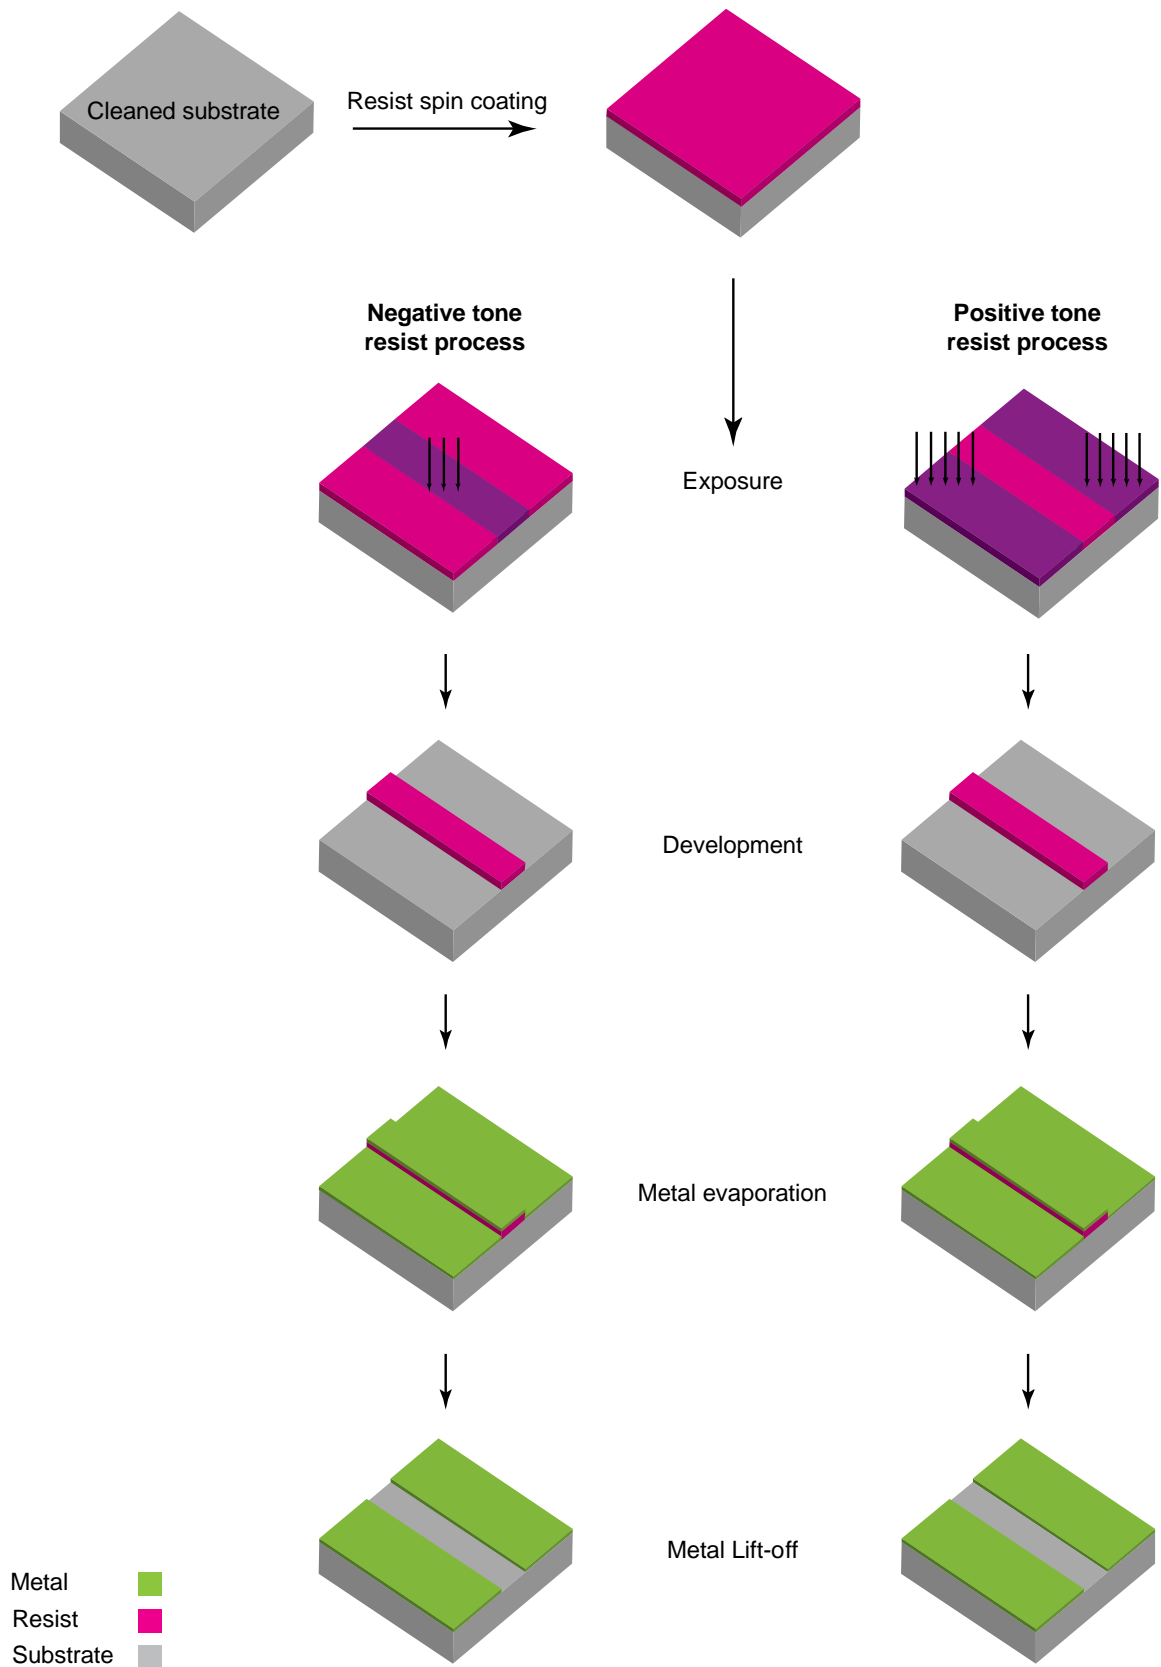 Cleaned substrate
Resist spin coating
Negative tone
resist process
Positive tone
resist process
Exposure
Development
Metal evaporation
Metal Lift-off
Metal
Resist
Substrate